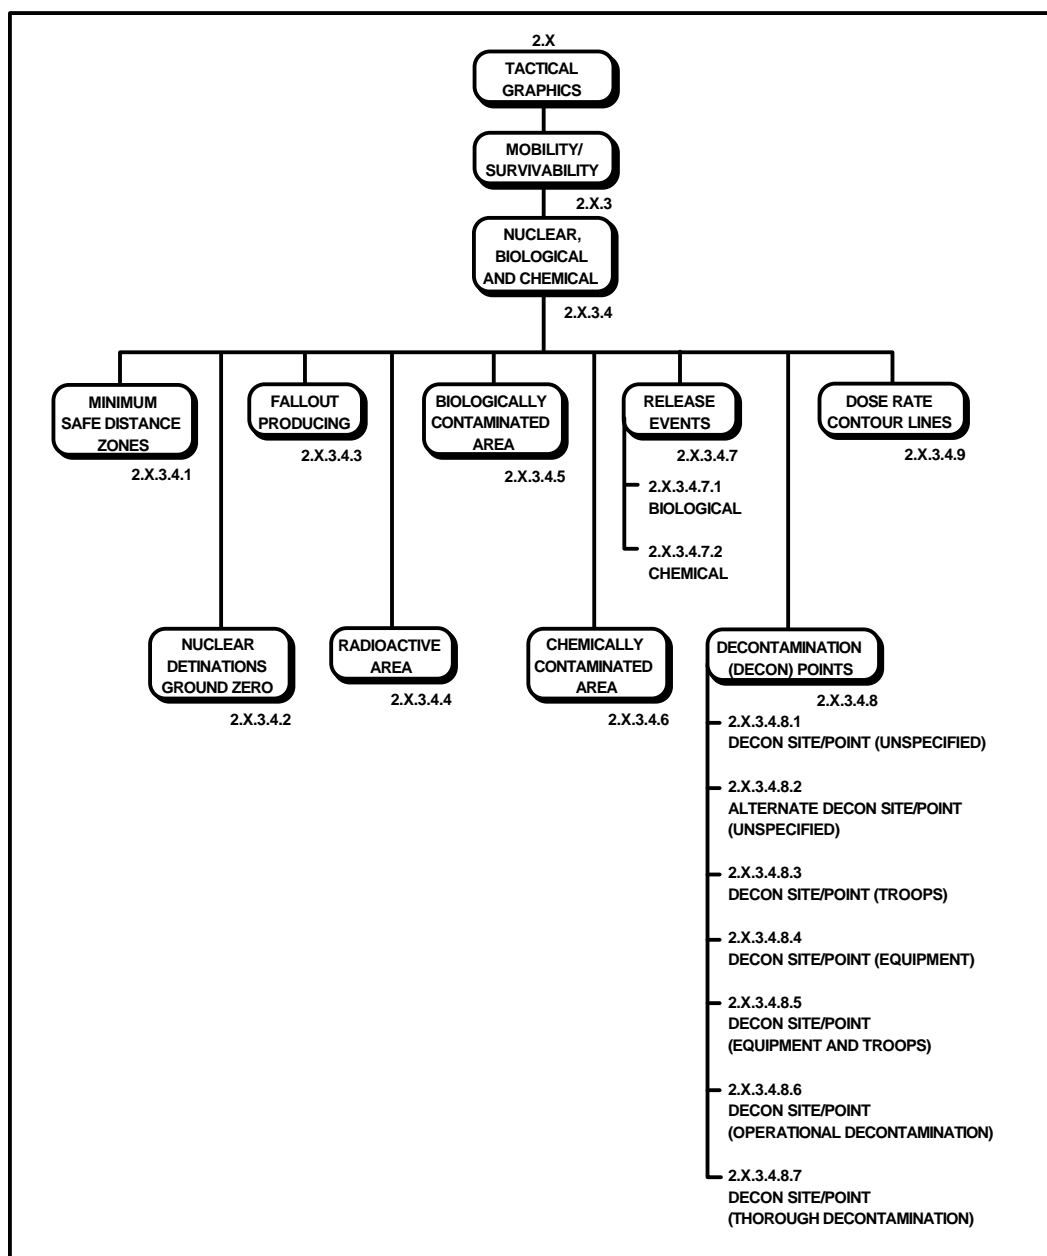 2.X
TACTICAL
GRAPHICS
MOBILITY/
SURVIVABILITY
2.X.3
NUCLEAR,
BIOLOGICAL
AND CHEMICAL
2.X.3.4
MINIMUM
SAFE DISTANCE
ZONES
2.X.3.4.1
FALLOUT
PRODUCING
2.X.3.4.3
BIOLOGICALLY
CONTAMINATED
AREA
2.X.3.4.5
RELEASE
EVENTS
2.X.3.4.7
2.X.3.4.7.1
BIOLOGICAL
2.X.3.4.7.2
CHEMICAL
DOSE RATE
CONTOUR LINES
2.X.3.4.9
NUCLEAR
DETINATIONS
GROUND ZERO
2.X.3.4.2
RADIOACTIVE
AREA
2.X.3.4.4
CHEMICALLY
CONTAMINATED
AREA
2.X.3.4.6
DECONTAMINATION
(DECON) POINTS
2.X.3.4.8
2.X.3.4.8.1
DECON SITE/POINT (UNSPECIFIED)
2.X.3.4.8.2
ALTERNATE DECON SITE/POINT
(UNSPECIFIED)
2.X.3.4.8.3
DECON SITE/POINT (TROOPS)
2.X.3.4.8.4
DECON SITE/POINT (EQUIPMENT)
2.X.3.4.8.5
DECON SITE/POINT
(EQUIPMENT AND TROOPS)
2.X.3.4.8.6
DECON SITE/POINT
(OPERATIONAL DECONTAMINATION)
2.X.3.4.8.7
DECON SITE/POINT
(THOROUGH DECONTAMINATION)